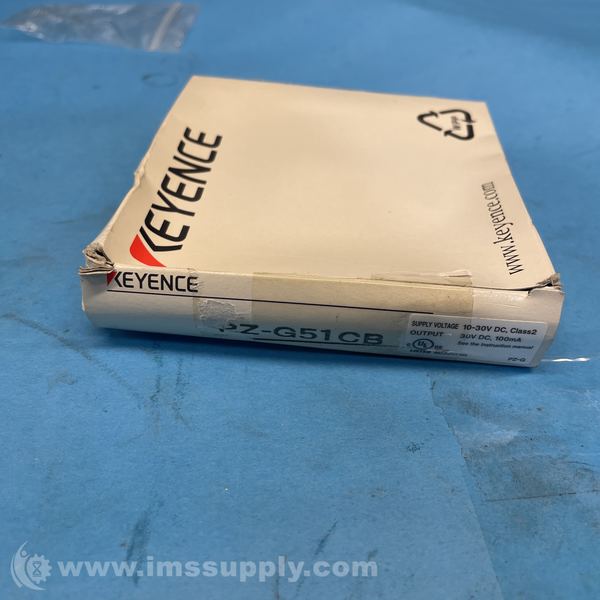 KEYENCE
www.keyence.com
KEYENCE
PZ-G51CB
SUPPLY VOLTAGE 10-30V DC, Class2
OUTPUT 30V DC, 100mA
See the instruction manual
UL
PZ-G
www.imssupply.com